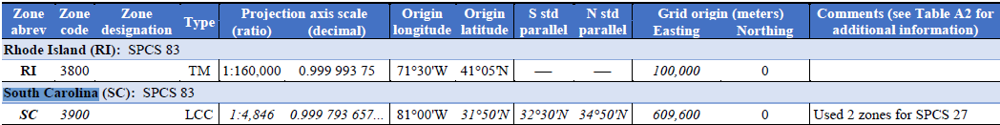 Zone abrev Zone code Zone designation Type Projection axis scale (ratio) (decimal) Origin longitude Origin latitude S std parallel N std parallel Grid origin (meters) Easting Northing Comments (see Table A2 for additional information)
Rhode Island (RI): SPCS 83
RI 3800 TM 1:160,000 0.999 993 75 71°30'W 41°05'N — — 100,000 0
South Carolina (SC): SPCS 83
SC 3900 LCC 1:4,846 0.999 793 657... 81°00'W 31°50'N 32°30'N 34°50'N 609,600 0 Used 2 zones for SPCS 27